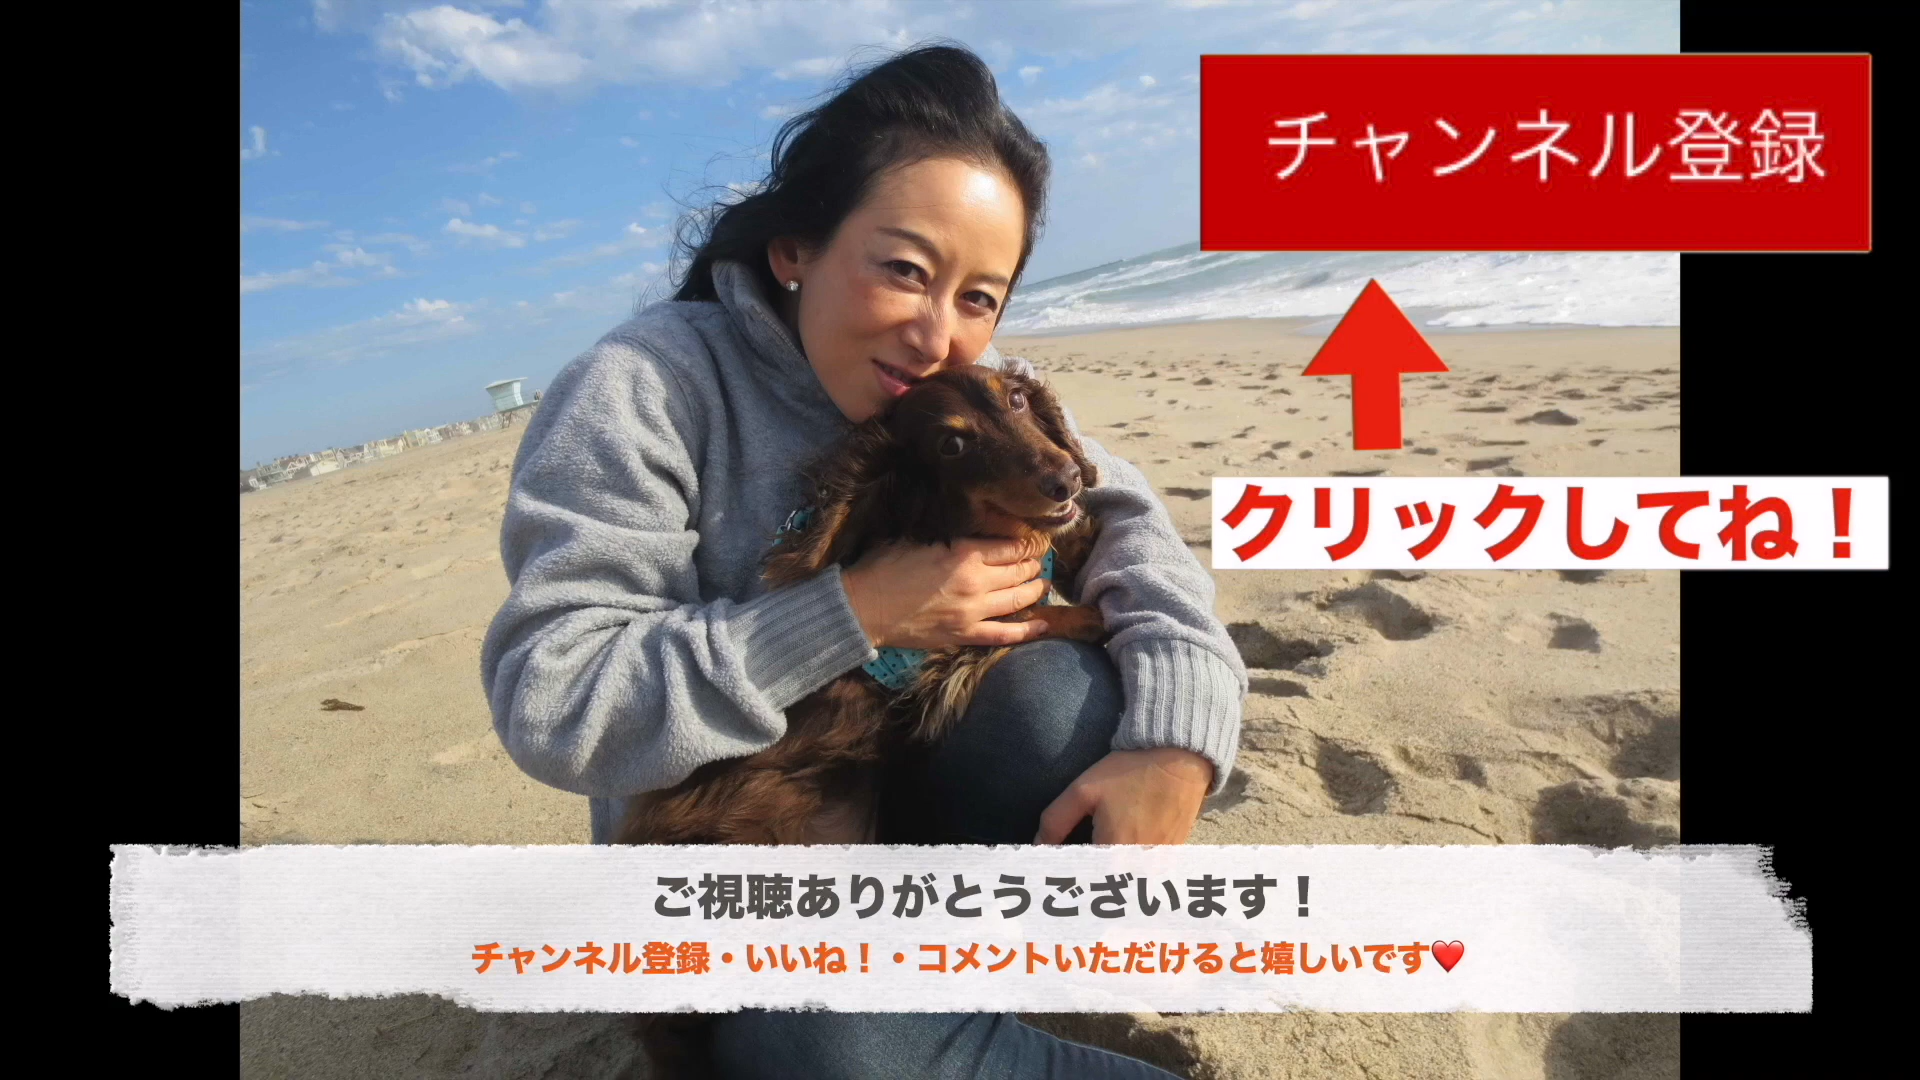 チャンネル登録
クリックしてね！
ご視聴ありがとうございます！
チャンネル登録・いいね！・コメントいただけると嬉しいです❤️